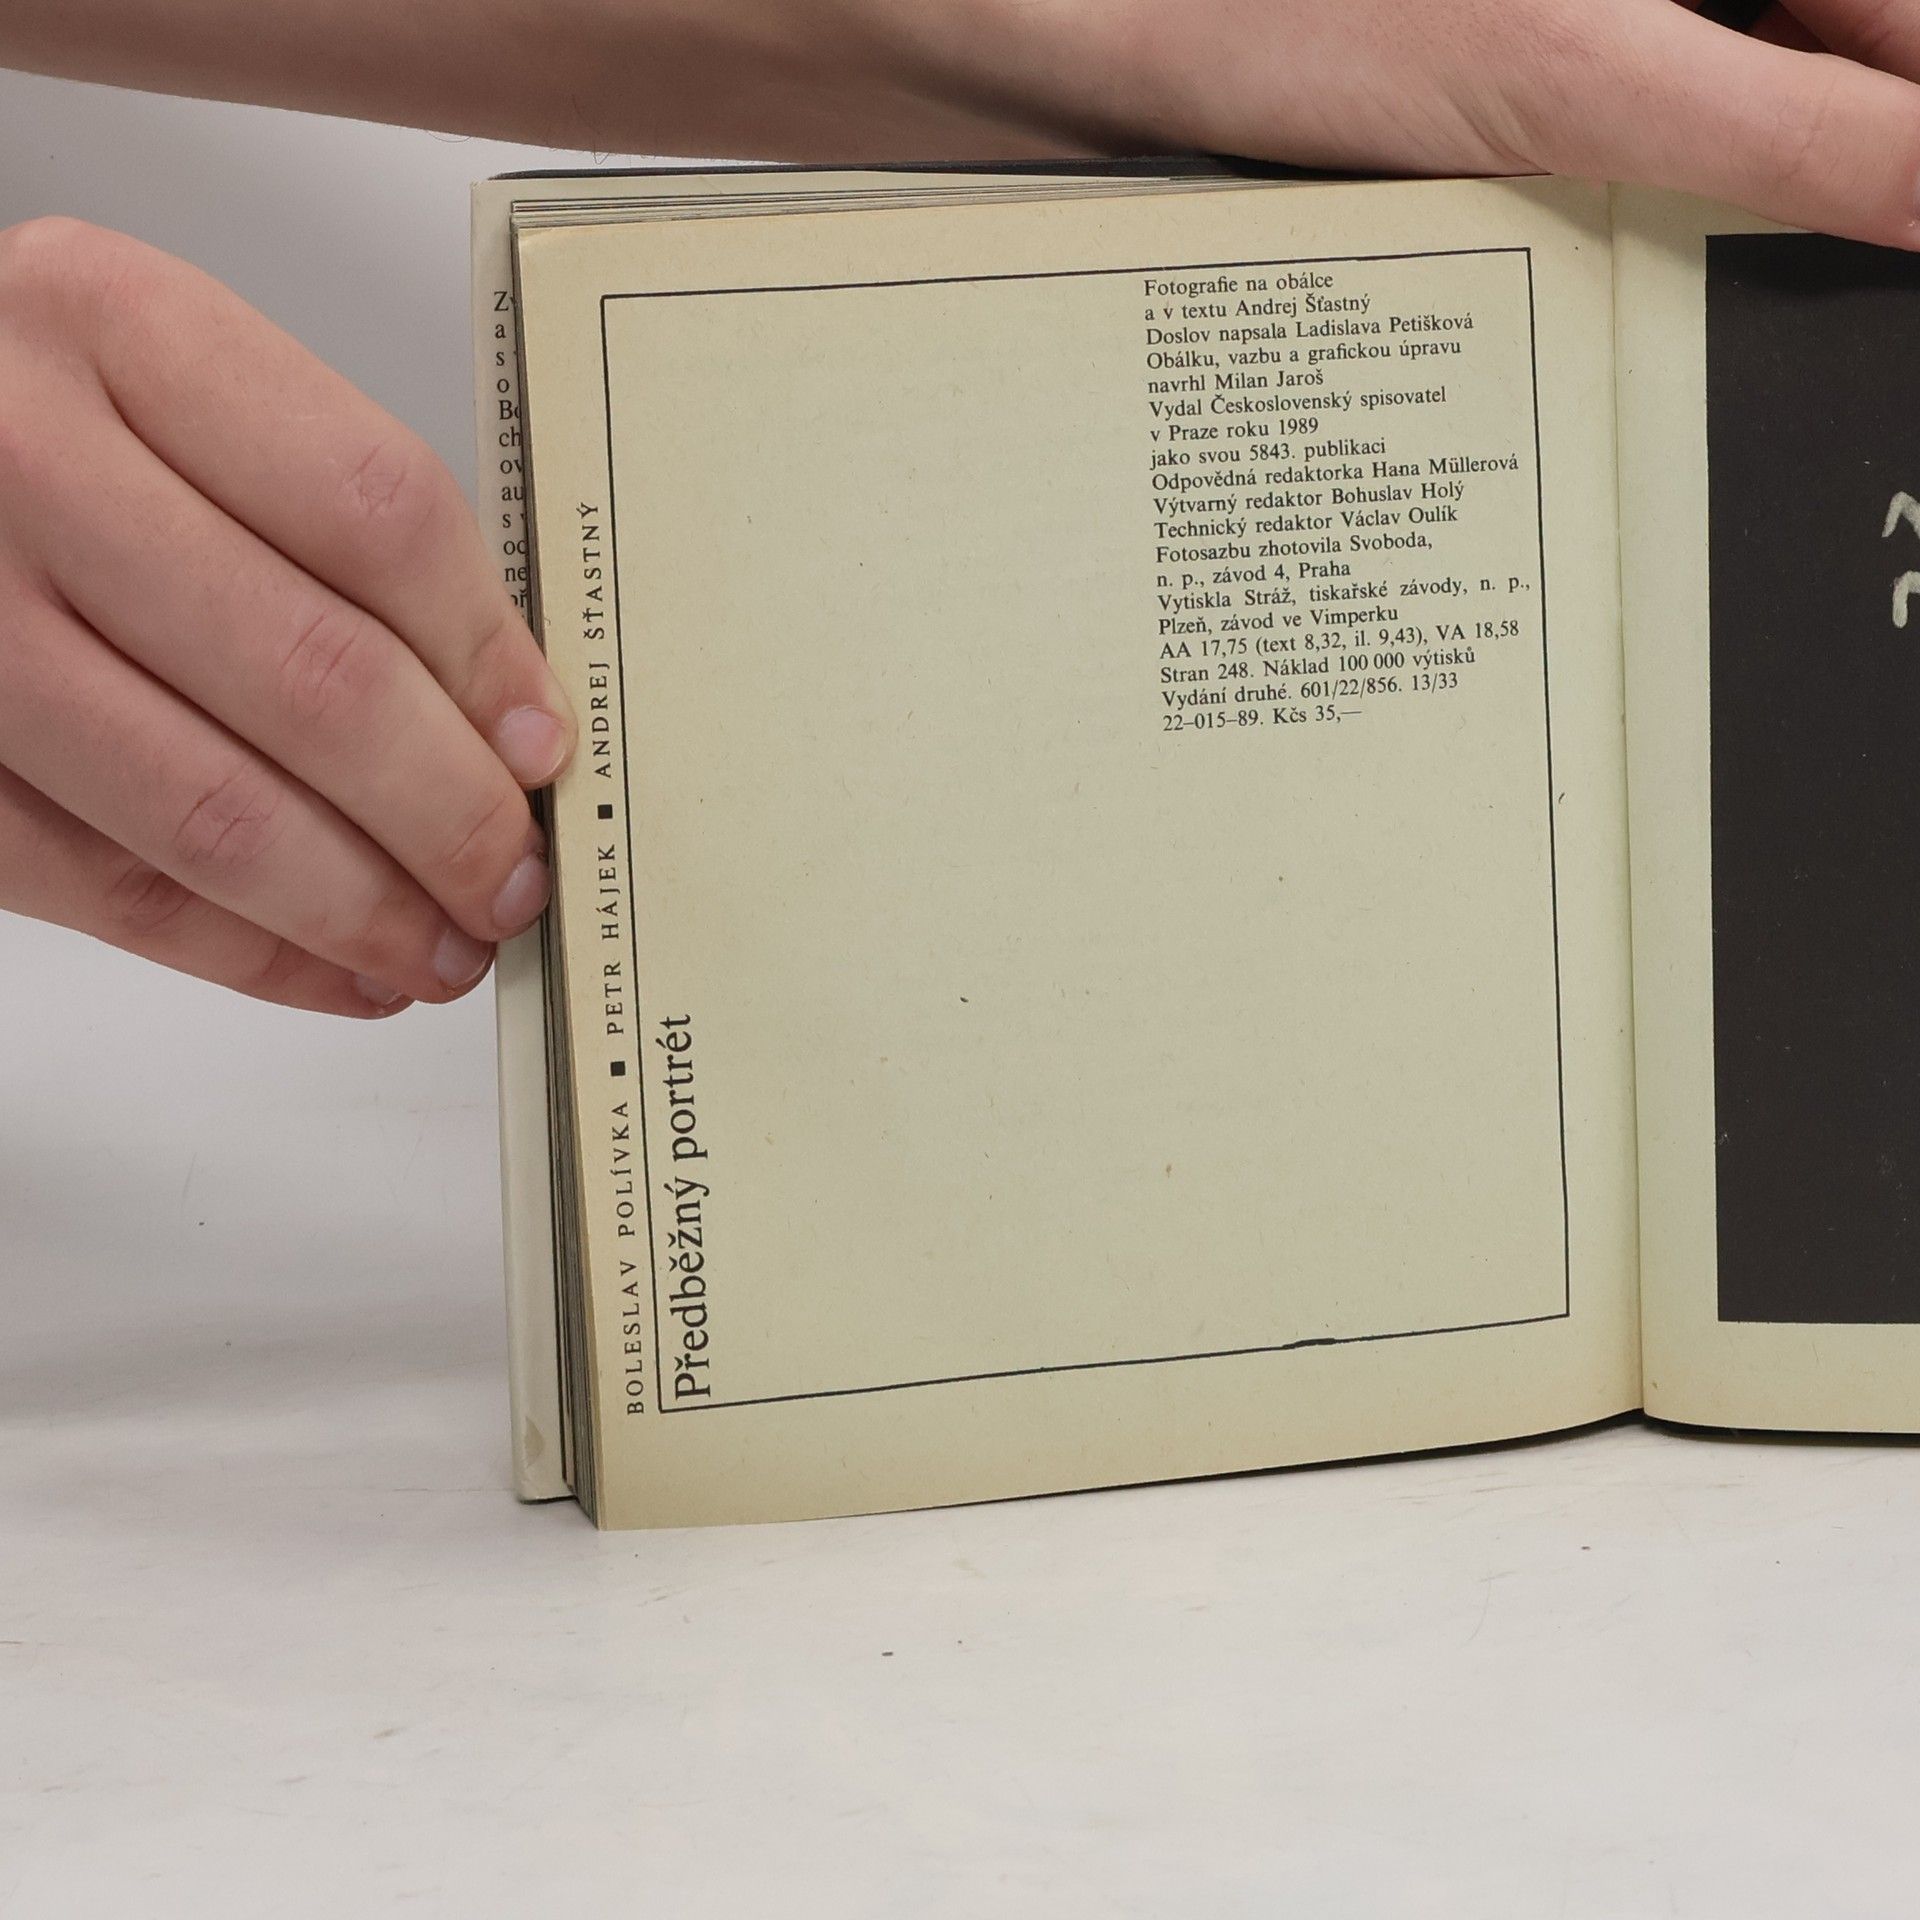 BOLESLAV POLÍVKA ■ PETR HÁJEK ■ ANDREJ ŠŤASTNÝ
Předběžný portrét
Fotografie na obálce
a v textu Andrej Šťastný
Doslov napsala Ladislava Petišková
Obálku, vazbu a grafickou úpravu
navrhl Milan Jaroš
Vydal Československý spisovatel
v Praze roku 1989
jako svou 5843. publikaci
Odpovědná redaktorka Hana Müllerová
Výtvarný redaktor Bohuslav Holý
Technický redaktor Václav Oulík
Fotosazbu zhotovila Svoboda,
n. p., závod 4, Praha
Vytiskla Stráž, tiskařské závody, n. p.,
Plzeň, závod ve Vimperku
AA 17,75 (text 8,32, il. 9,43), VA 18,58
Stran 248. Náklad 100 000 výtisků
Vydání druhé. 601/22/856. 13/33
22–015–89. Kčs 35,—